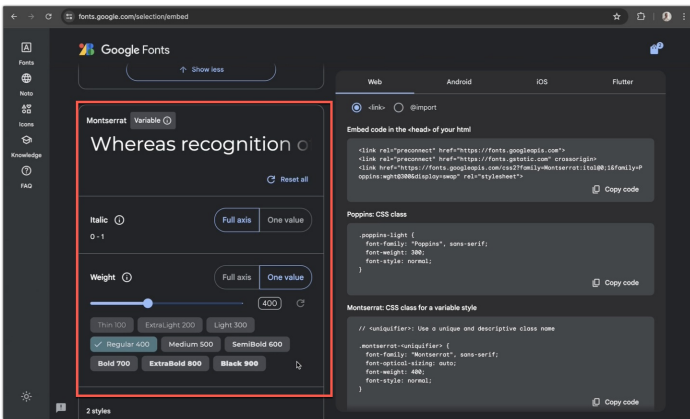 fonts.google.com/selection/embed
Fonts
Noto
Icons
Knowledge
FAQ
Google Fonts
2
Show less
Montserrat Variable
Whereas recognition o
Reset all
Italic
Full axis One value
0 - 1
Weight
Full axis One value
400
Thin 100 ExtraLight 200 Light 300
Regular 400 Medium 500 SemiBold 600
Bold 700 ExtraBold 800 Black 900
2 styles
Web Android iOS Flutter
<link> @import
Embed code in the <head> of your html
<link rel="preconnect" href="https://fonts.googleapis.com">
<link rel="preconnect" href="https://fonts.gstatic.com" crossorigin>
<link href="https://fonts.googleapis.com/css2?family=Montserrat:ital@0;1&family=P
oppins:wght@300&display=swap" rel="stylesheet">
Copy code
Poppins: CSS class
.poppins-light {
font-family: "Poppins", sans-serif;
font-weight: 300;
font-style: normal;
}
Copy code
Montserrat: CSS class for a variable style
// <uniquifier>: Use a unique and descriptive class name
.montserrat-<uniquifier> {
font-family: "Montserrat", sans-serif;
font-optical-sizing: auto;
font-weight: 400;
font-style: normal;
}
Copy code